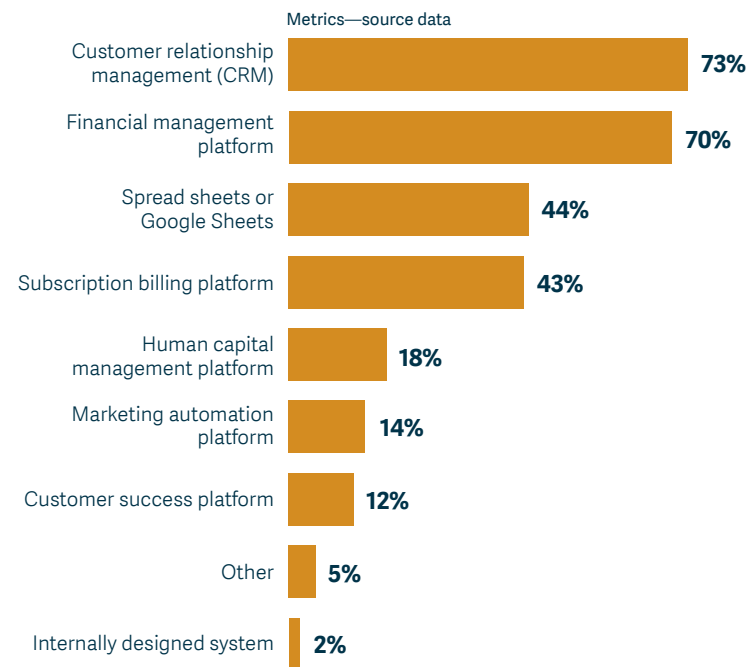 Metrics—source data
Customer relationship
management (CRM)
73%
Financial management
platform
70%
Spread sheets or
Google Sheets
44%
Subscription billing platform
43%
Human capital
management platform
18%
Marketing automation
platform
14%
Customer success platform
12%
Other
5%
Internally designed system
2%